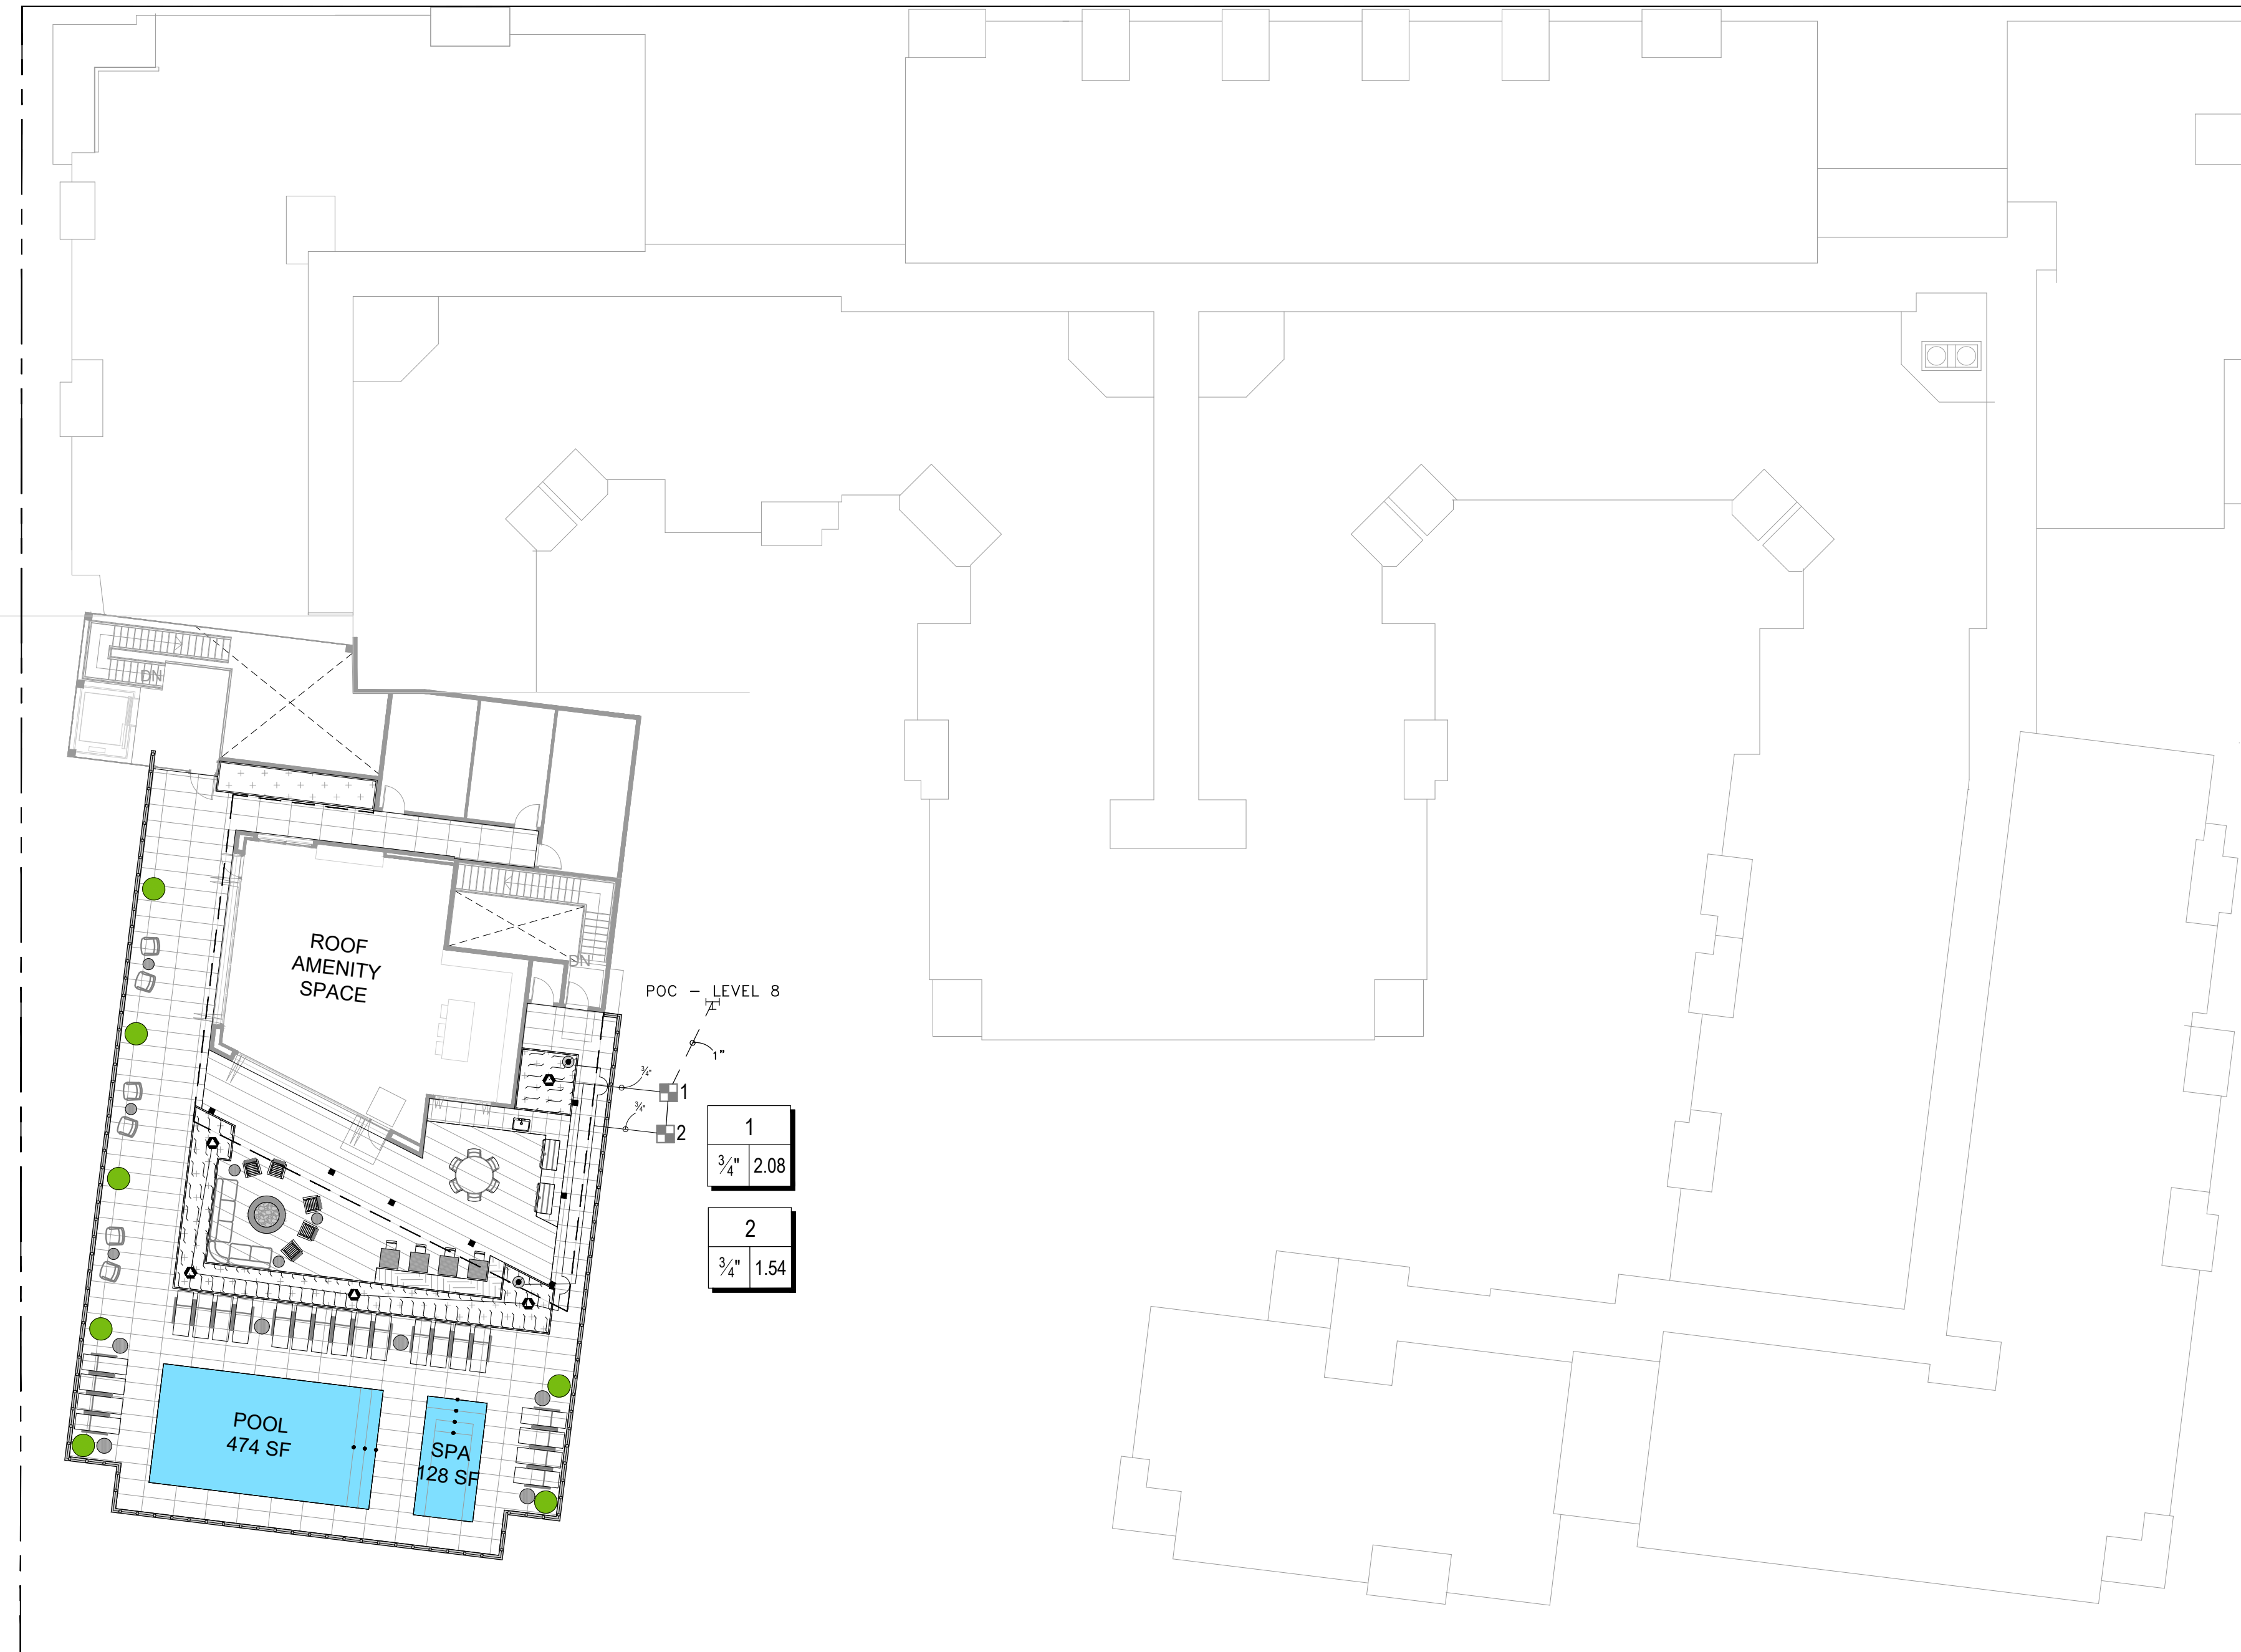 DN
ROOF
AMENITY
SPACE
DN
POC - LEVEL 8
1"
3/4"
1
3/4"
2
1
3/4" 2.08
2
3/4" 1.54
POOL
474 SF
SPA
128 SF